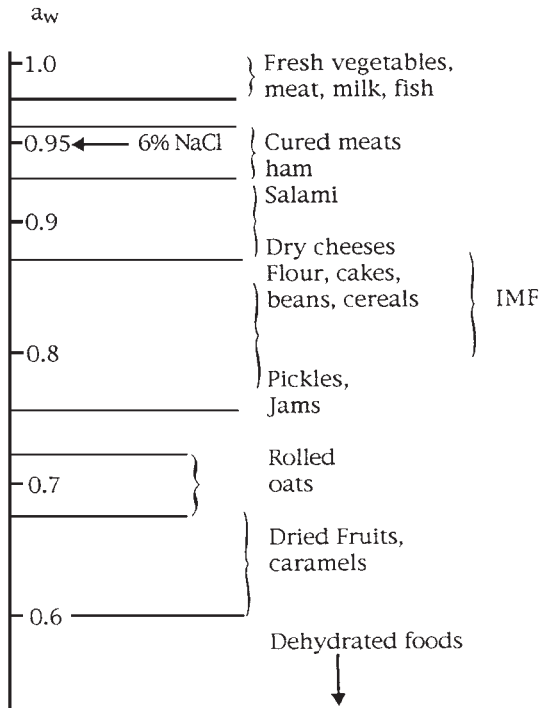 aw
1.0
Fresh vegetables,
meat, milk, fish
0.95
6% NaCl
Cured meats
ham
Salami
0.9
Dry cheeses
Flour, cakes,
beans, cereals
IMF
0.8
Pickles,
Jams
Rolled
oats
0.7
Dried Fruits,
caramels
0.6
Dehydrated foods